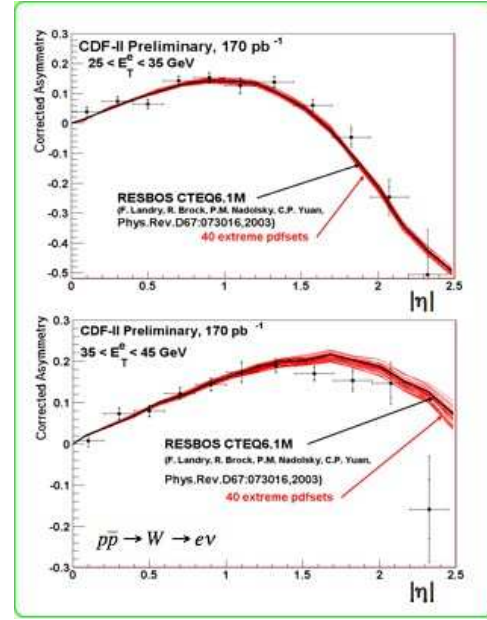 CDF-II Preliminary, 170 pb -1
25 < E e T < 35 GeV
Corrected Asymmetry
0.3
0.2
0.1
0
-0.1
-0.2
-0.3
-0.4
-0.5
RESBOS CTEQ6.1M
(F. Landry, R. Brock, P.M. Nadolsky, C.P. Yuan,
Phys.Rev.D67:073016,2003)
40 extreme pdfsets
0 0.5 1 1.5 2 2.5
|η|
CDF-II Preliminary, 170 pb -1
35 < E e T < 45 GeV
Corrected Asymmetry
0.3
0.2
0.1
0
-0.1
-0.2
-0.3
RESBOS CTEQ6.1M
(F. Landry, R. Brock, P.M. Nadolsky, C.P. Yuan,
Phys.Rev.D67:073016,2003)
40 extreme pdfsets
pp̄ → W → eν
0 0.5 1 1.5 2 2.5
|η|